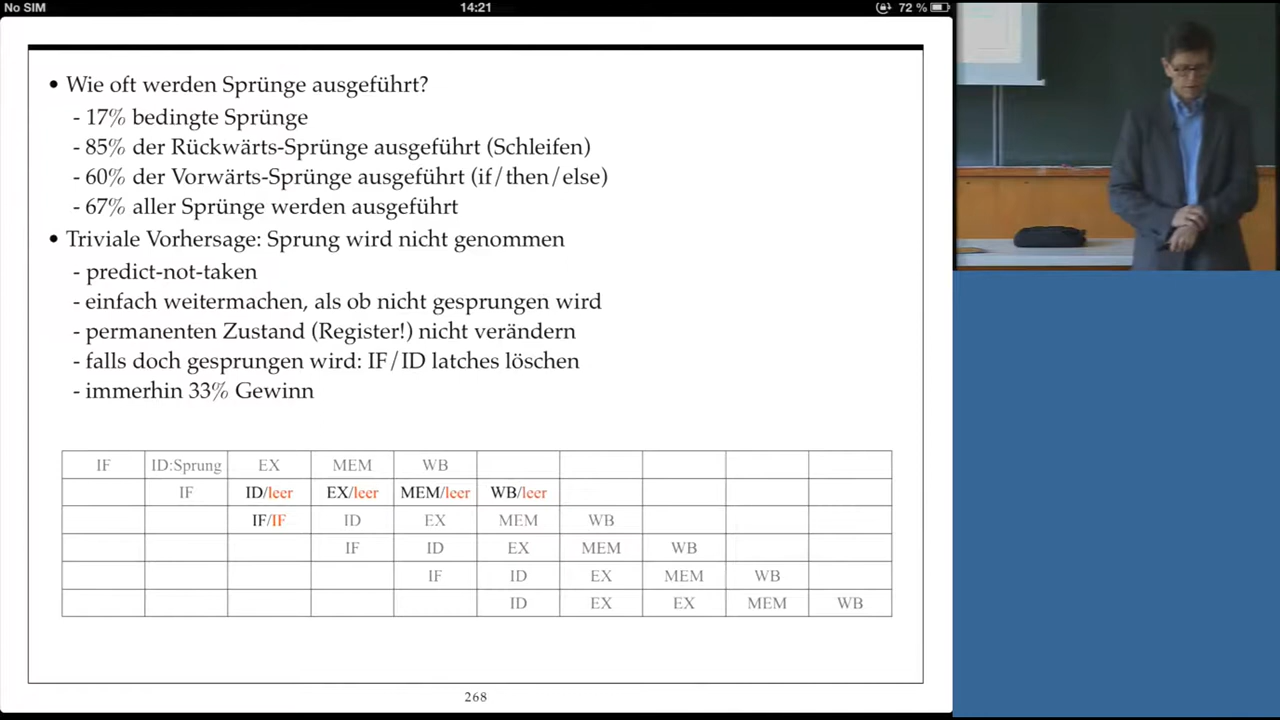 No SIM 14:21 72 %
• Wie oft werden Sprünge ausgeführt?
- 17% bedingte Sprünge
- 85% der Rückwärts-Sprünge ausgeführt (Schleifen)
- 60% der Vorwärts-Sprünge ausgeführt (if/then/else)
- 67% aller Sprünge werden ausgeführt
• Triviale Vorhersage: Sprung wird nicht genommen
- predict-not-taken
- einfach weitermachen, als ob nicht gesprungen wird
- permanenten Zustand (Register!) nicht verändern
- falls doch gesprungen wird: IF/ID latches löschen
- immerhin 33% Gewinn
IF ID:Sprung EX MEM WB
IF ID/leer EX/leer MEM/leer WB/leer
IF/IF ID EX MEM WB
IF ID EX MEM WB
IF ID EX MEM WB
ID EX EX MEM WB
268